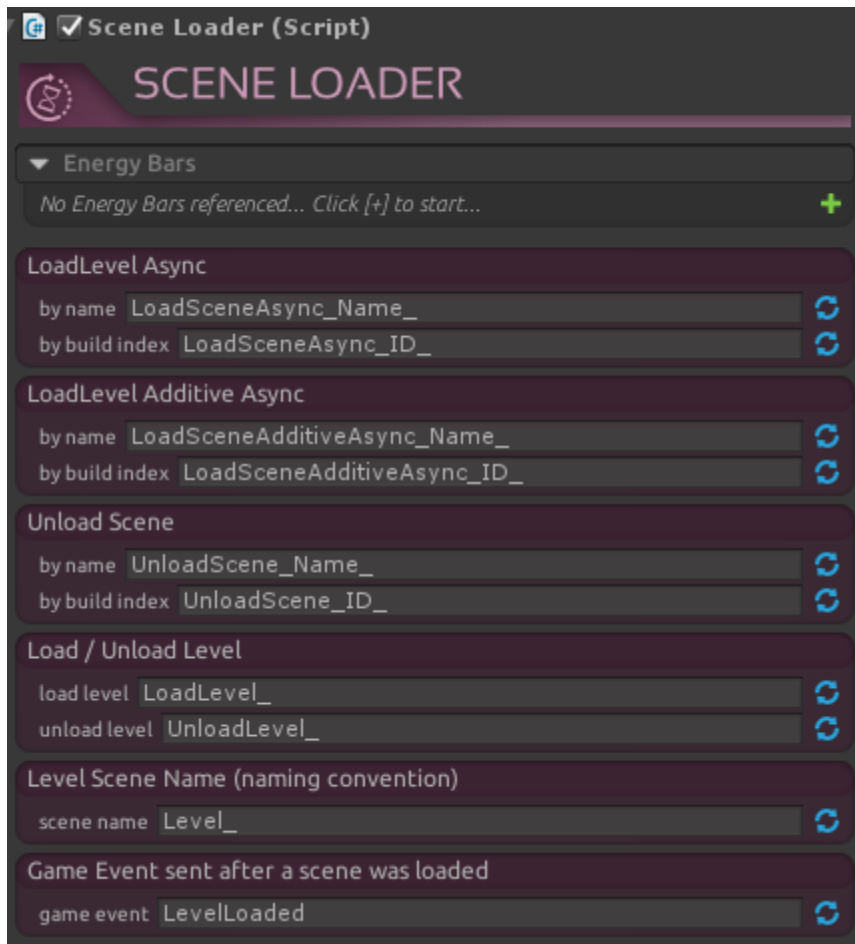 Scene Loader (Script)
SCENE LOADER
Energy Bars
No Energy Bars referenced... Click [+] to start...
LoadLevel Async
by name LoadSceneAsync_Name_
by build index LoadSceneAsync_ID_
LoadLevel Additive Async
by name LoadSceneAdditiveAsync_Name_
by build index LoadSceneAdditiveAsync_ID_
Unload Scene
by name UnloadScene_Name_
by build index UnloadScene_ID_
Load / Unload Level
load level LoadLevel_
unload level UnloadLevel_
Level Scene Name (naming convention)
scene name Level_
Game Event sent after a scene was loaded
game event LevelLoaded